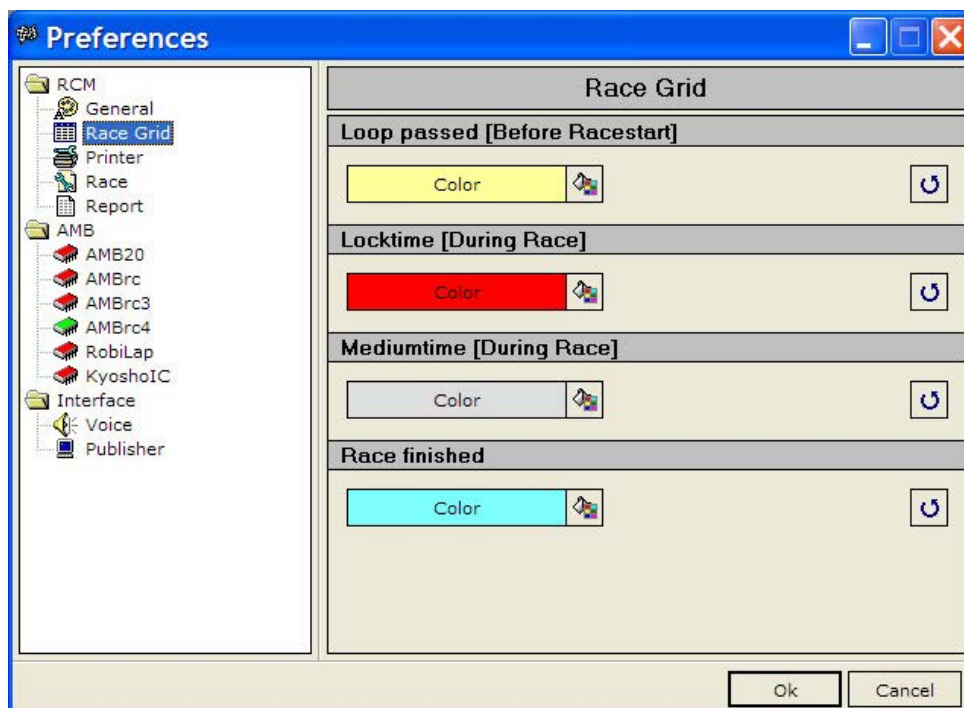 Preferences
RCM
General
Race Grid
Printer
Race
Report
AMB
AMB20
AMBrc
AMBrc3
AMBrc4
RobiLap
KyoshoIC
Interface
Voice
Publisher
Race Grid
Loop passed [Before Racestart]
Color
Locktime [During Race]
Color
Mediumtime [During Race]
Color
Race finished
Color
Ok
Cancel